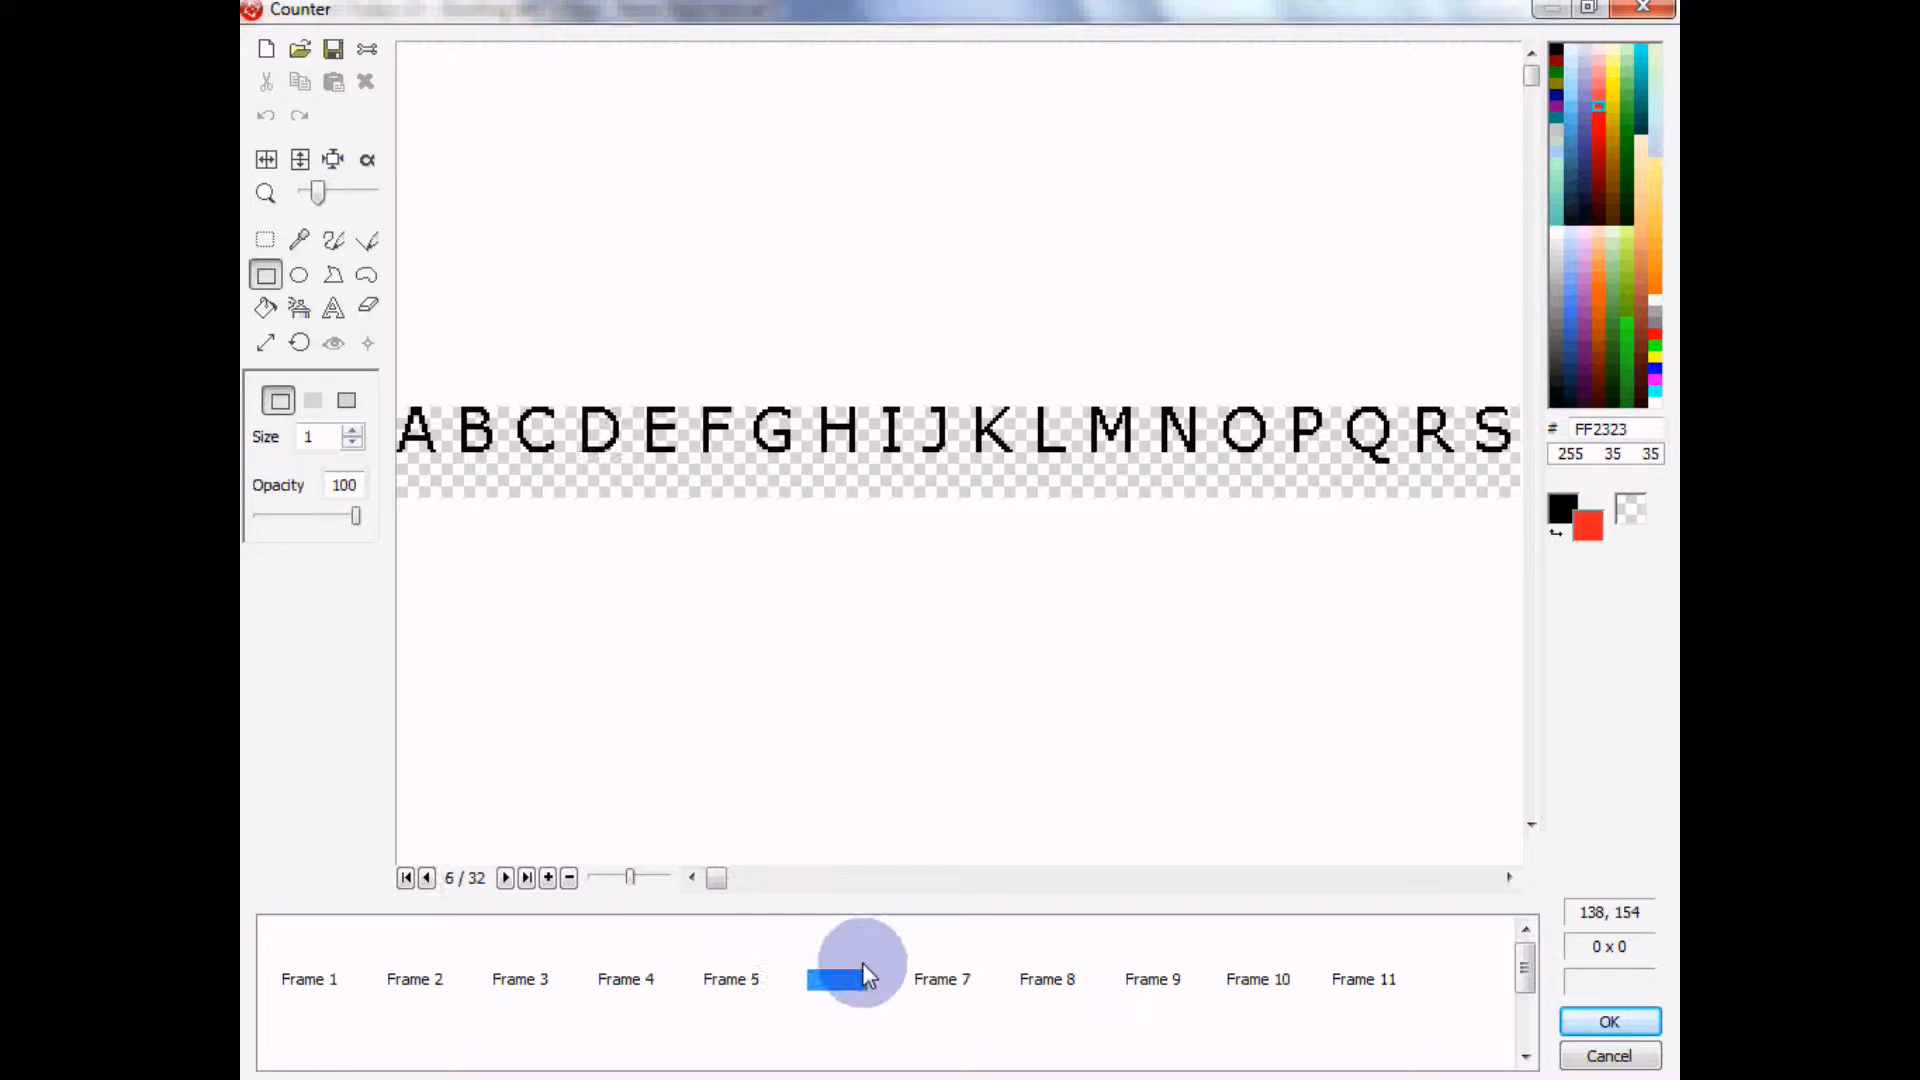 Counter
A B C D E F G H I J K L M N O P Q R S
Size 1
Opacity 100
# FF2323
255 35 35
6 / 32
138, 154
0 x 0
Frame 1 Frame 2 Frame 3 Frame 4 Frame 5 Frame 7 Frame 8 Frame 9 Frame 10 Frame 11
OK
Cancel